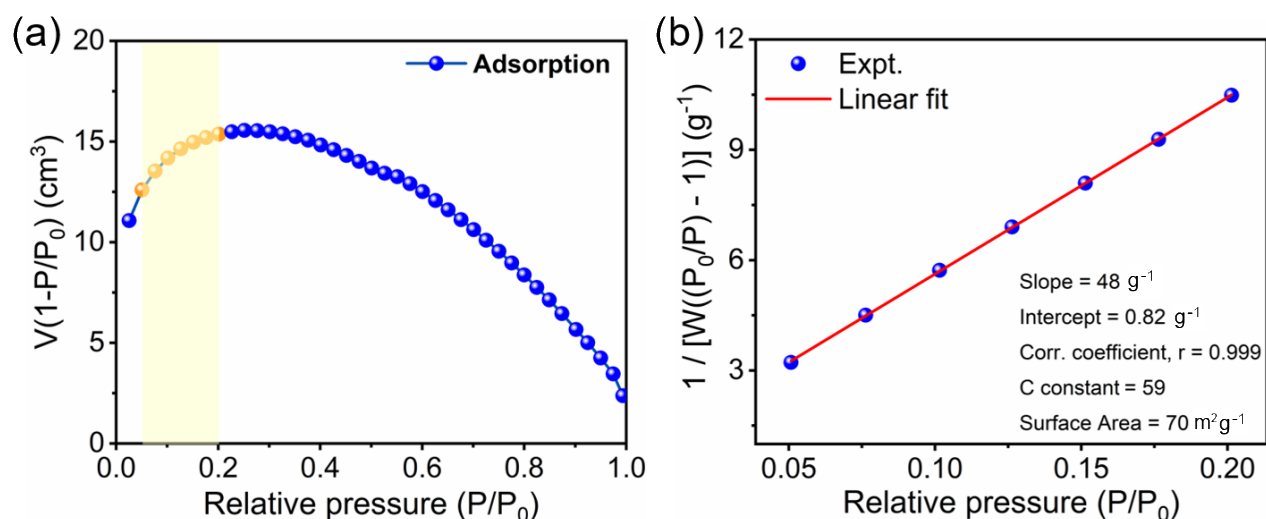 (a)
V(1-P/P₀) (cm³)
20
15
10
5
0
Adsorption
0.0 0.2 0.4 0.6 0.8 1.0
Relative pressure (P/P₀)
(b)
1 / [W((P₀/P) - 1)] (g⁻¹)
12
9
6
3
Expt.
Linear fit
Slope = 48 g⁻¹
Intercept = 0.82 g⁻¹
Corr. coefficient, r = 0.999
C constant = 59
Surface Area = 70 m²g⁻¹
0.05 0.10 0.15 0.20
Relative pressure (P/P₀)